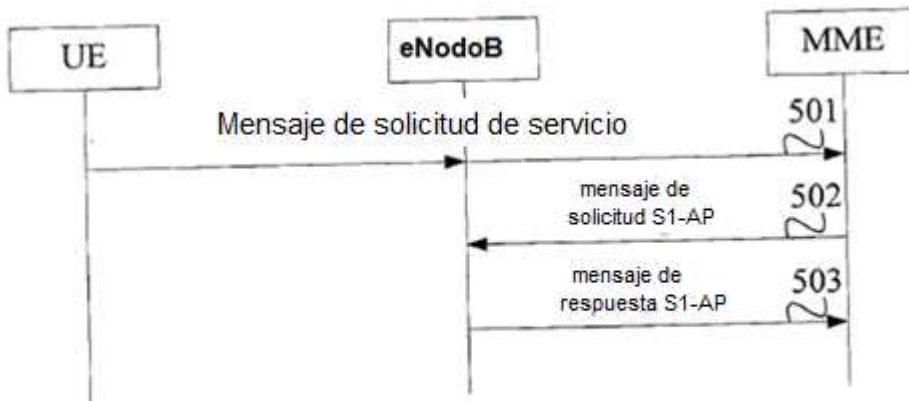 UE
eNodoB
MME
Mensaje de solicitud de servicio
501
mensaje de
solicitud S1-AP
502
mensaje de
respuesta S1-AP
503